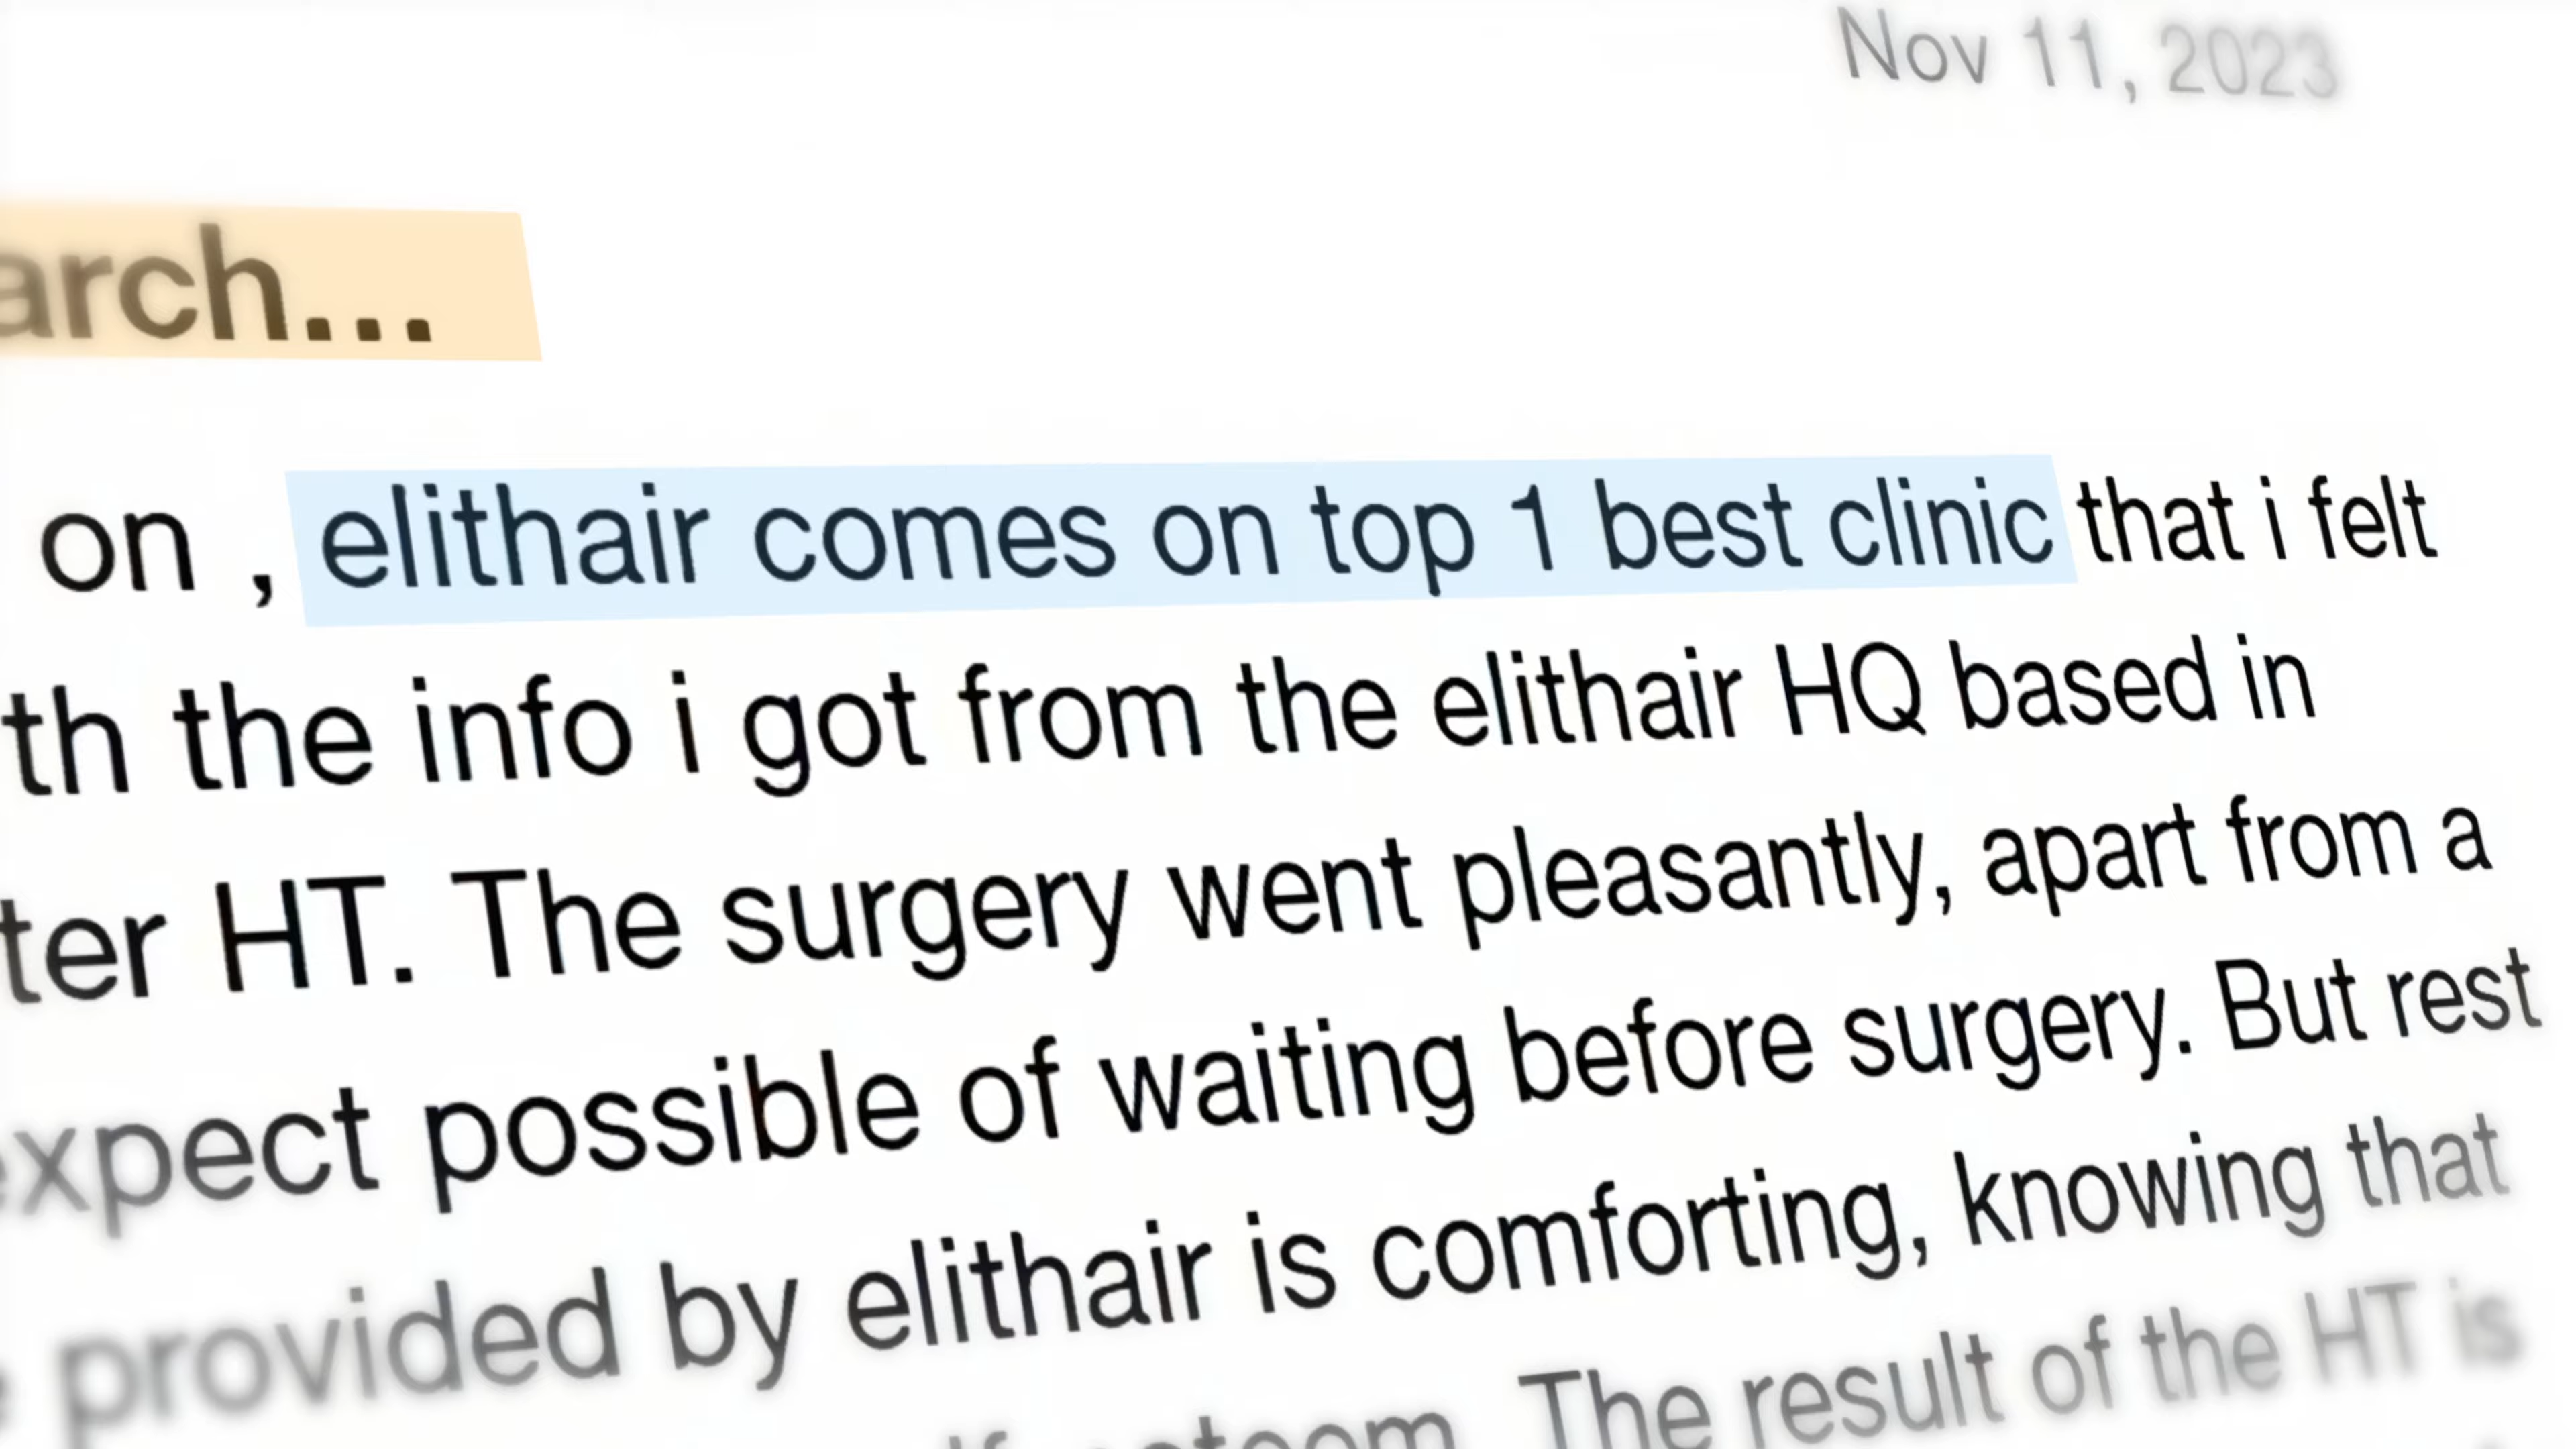 Nov 11, 2023
arch...
on , elithair comes on top 1 best clinic that i felt
th the info i got from the elithair HQ based in
ter HT. The surgery went pleasantly, apart from a
expect possible of waiting before surgery. But rest
provided by elithair is comforting, knowing that
The result of the HT is